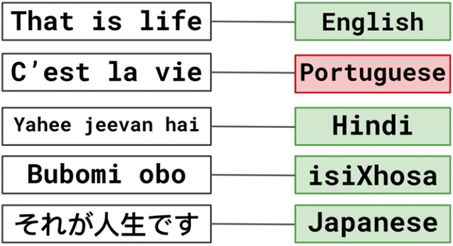 That is life English
C’est la vie Portuguese
Yahee jeevan hai Hindi
Bubomi obo isiXhosa
それが人生です Japanese